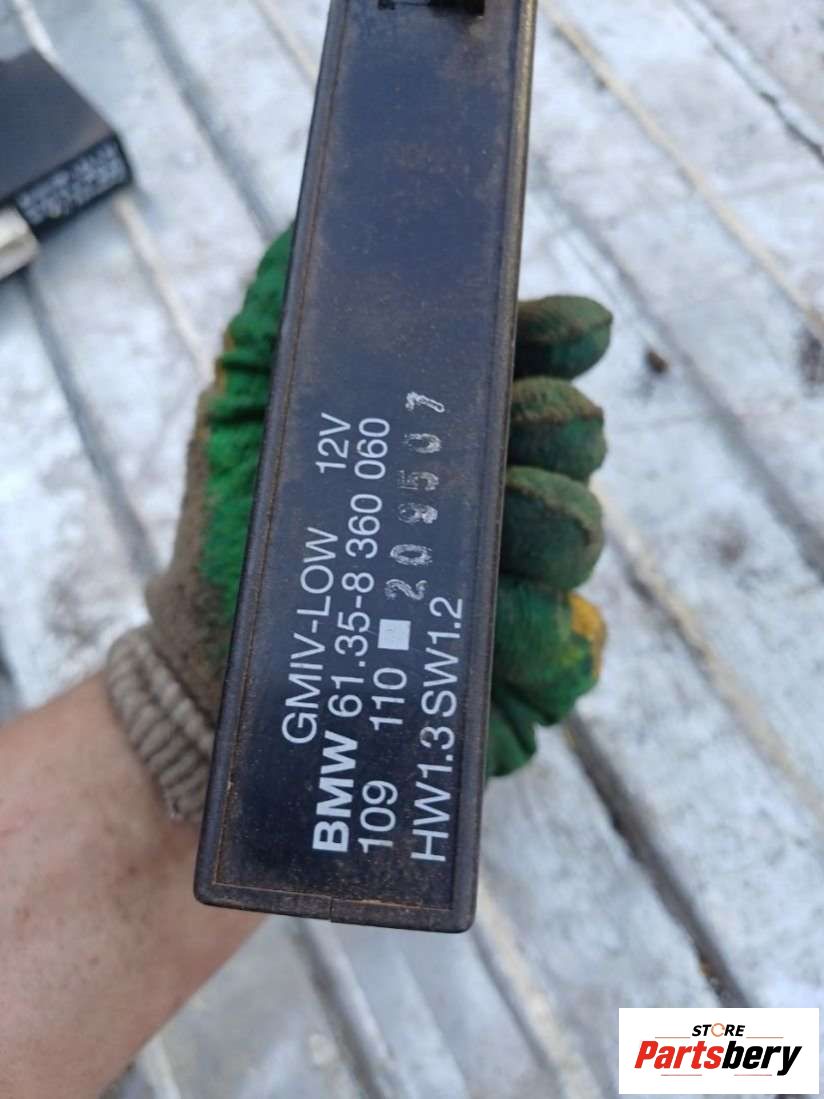 GMIV-LOW 12V
BMW 61.35-8 360 060
109 110 209507
HW1.3 SW1.2
STORE
Partsbery